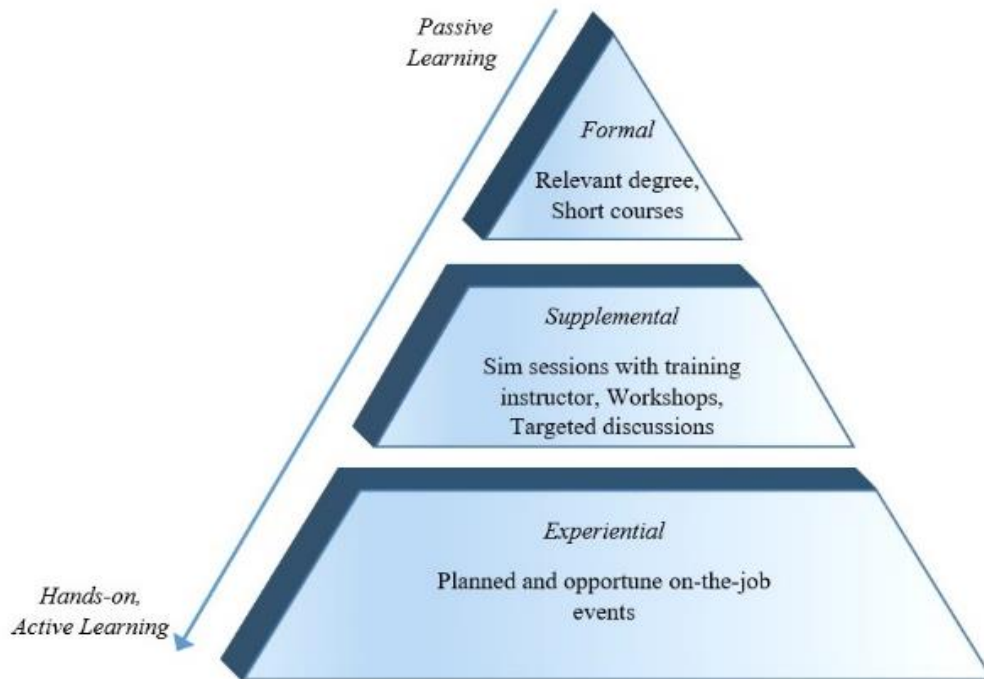 Passive
Learning
Formal
Relevant degree,
Short courses
Supplemental
Sim sessions with training
instructor, Workshops,
Targeted discussions
Experiential
Planned and opportune on-the-job
events
Hands-on,
Active Learning